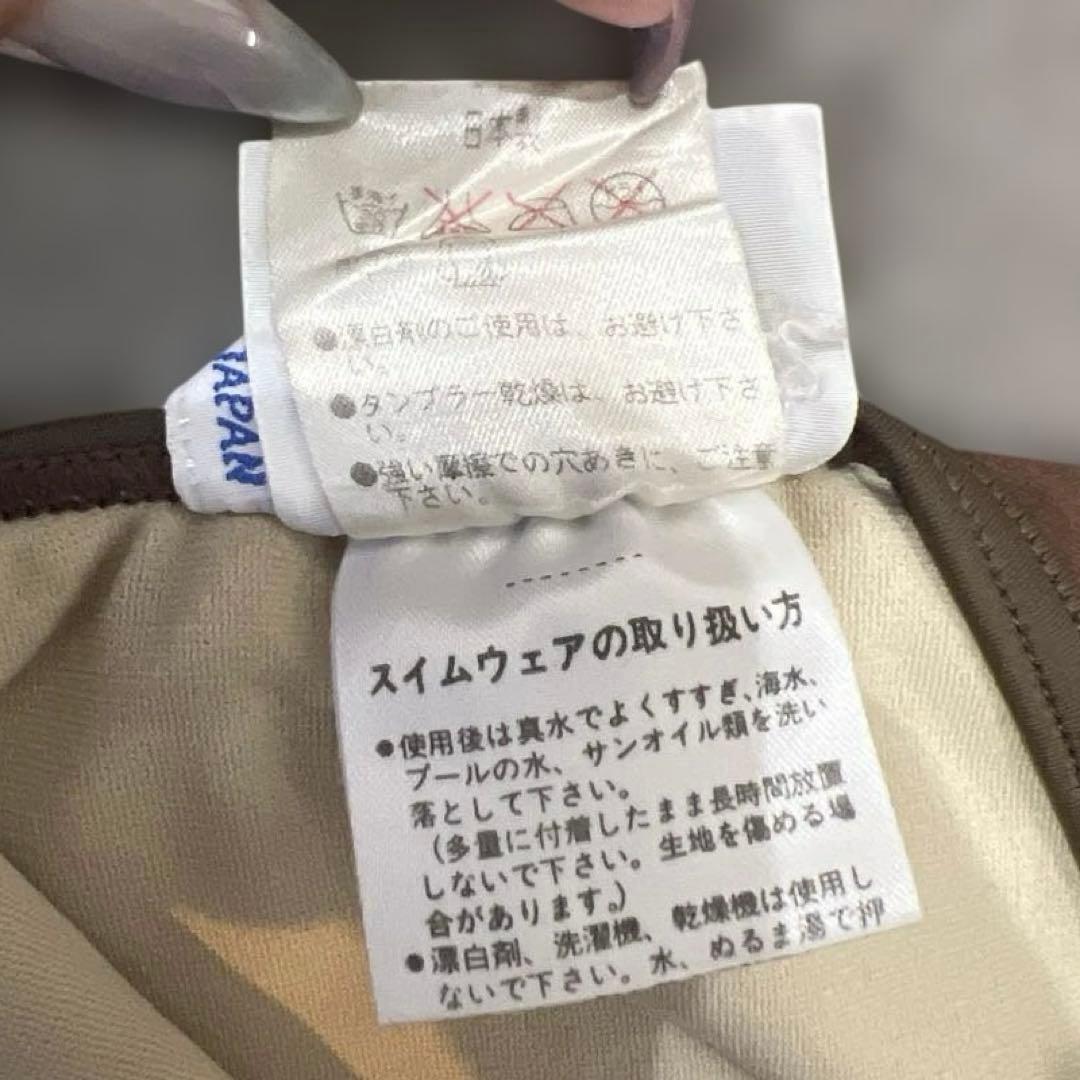 日本
●漂白剤のご使用は、お避け下さ
い。
●タンブラー乾燥は、お避け下さ
い。
●強い摩擦での穴あきに、ご注意
下さい。
JAPAN
スイムウェアの取り扱い方
●使用後は真水でよくすすぎ、海水、
プールの水、サンオイル類を洗い
落として下さい。
(多量に付着したまま長時間放置
しないで下さい。生地を傷める場
合があります。)
●漂白剤、洗濯機、乾燥機は使用し
ないで下さい。水、ぬるま湯で押